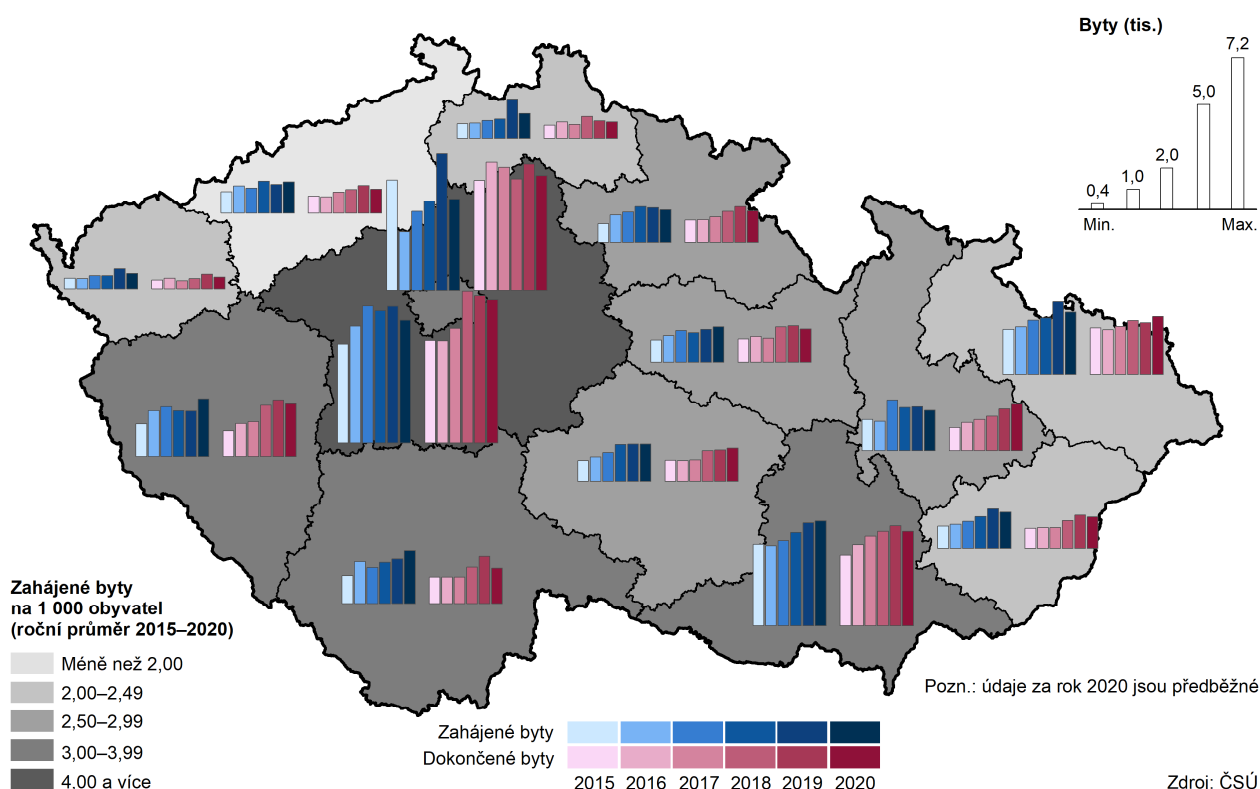 Byty (tis.)
7,2
5,0
2,0
1,0
0,4
Min.
Max.
Zahájené byty
na 1 000 obyvatel
(roční průměr 2015–2020)
Méně než 2,00
2,00–2,49
2,50–2,99
3,00–3,99
4.00 a více
Pozn.: údaje za rok 2020 jsou předběžné
Zahájené byty
Dokončené byty
2015 2016 2017 2018 2019 2020
Zdroj: ČSÚ